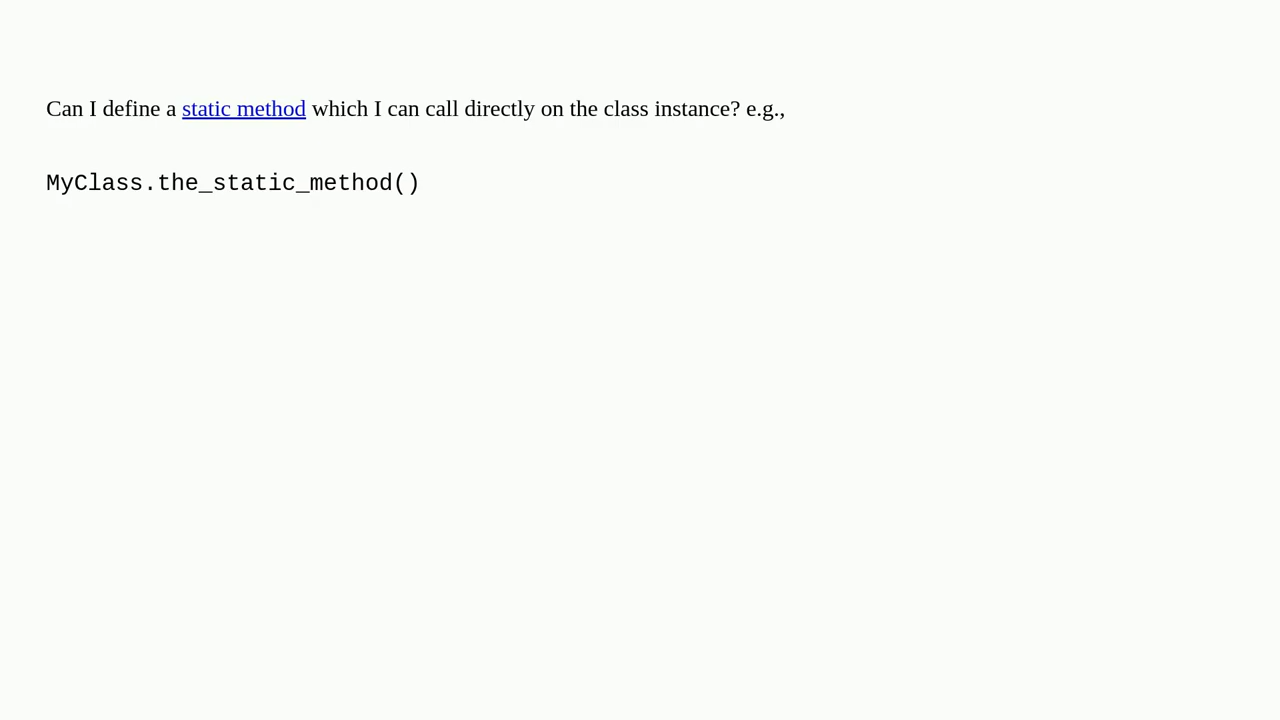 Can I define a static method which I can call directly on the class instance? e.g.,
MyClass.the_static_method()